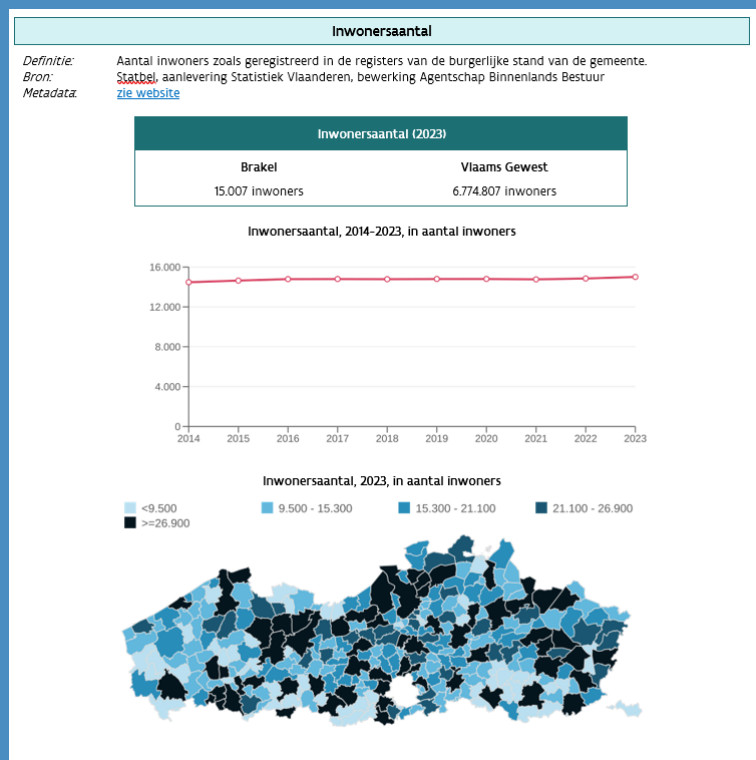 Inwonersaantal
Definitie: Aantal inwoners zoals geregistreerd in de registers van de burgerlijke stand van de gemeente.
Bron: Statbel, aanlevering Statistiek Vlaanderen, bewerking Agentschap Binnenlands Bestuur
Metadata: zie website
Inwonersaantal (2023)
Brakel Vlaams Gewest
15.007 inwoners 6.774.807 inwoners
Inwonersaantal, 2014-2023, in aantal inwoners
16.000
12.000
8.000
4.000
0
2014 2015 2016 2017 2018 2019 2020 2021 2022 2023
Inwonersaantal, 2023, in aantal inwoners
<9.500 9.500 - 15.300 15.300 - 21.100 21.100 - 26.900
>=26.900